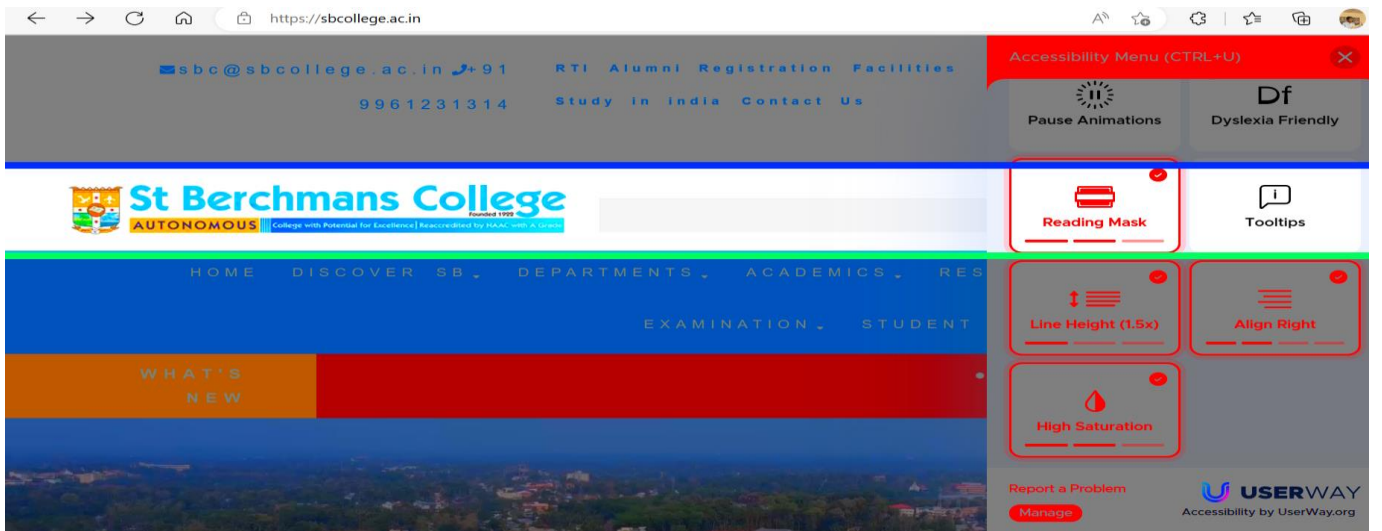 https://sbcollege.ac.in
sbc@sbcollege.ac.in +91
9961231314
RTI Alumni Registration Facilities
Study in india Contact Us
St Berchmans College
Founded 1922
AUTONOMOUS College with Potential for Excellence | Reaccredited by NAAC with A Grade
HOME DISCOVER SB DEPARTMENTS ACADEMICS RES
EXAMINATION STUDENT
WHAT'S
NEW
Accessibility Menu (CTRL+U)
Pause Animations
Df
Dyslexia Friendly
Reading Mask
Tooltips
Line Height (1.5x)
Align Right
High Saturation
Report a Problem
Manage
USERWAY
Accessibility by UserWay.org